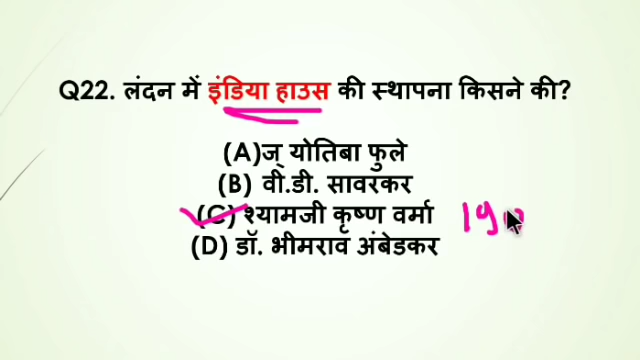 Q22. लंदन में इंडिया हाउस की स्थापना किसने की?
(A)ज् योतिबा फुले
(B) वी.डी. सावरकर
(C) श्यामजी कृष्ण वर्मा
(D) डॉ. भीमराव अंबेडकर